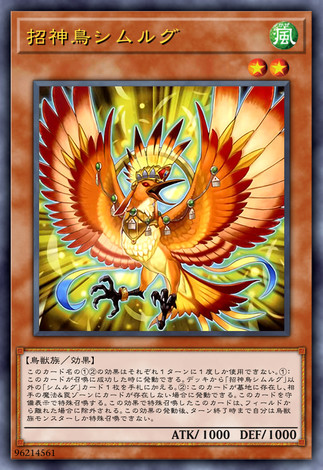 招神鳥シムルグ
風
【鳥獣族／効果】
このカード名の①②の効果はそれぞれ１ターンに１度しか使用できない。①：
このカードが召喚に成功した時に発動できる。デッキから「招神鳥シムルグ」以
外の「シムルグ」カード１枚を手札に加える。②：このカードが墓地に存在し、相
手の魔法&罠ゾーンにカードが存在しない場合に発動できる。このカードを守
備表示で特殊召喚する。この効果で特殊召喚したこのカードは、フィールドか
ら離れた場合に除外される。この効果の発動後、ターン終了時まで自分は鳥獣
族モンスターしか特殊召喚できない。
ATK/ 1000 DEF/1000
96214561